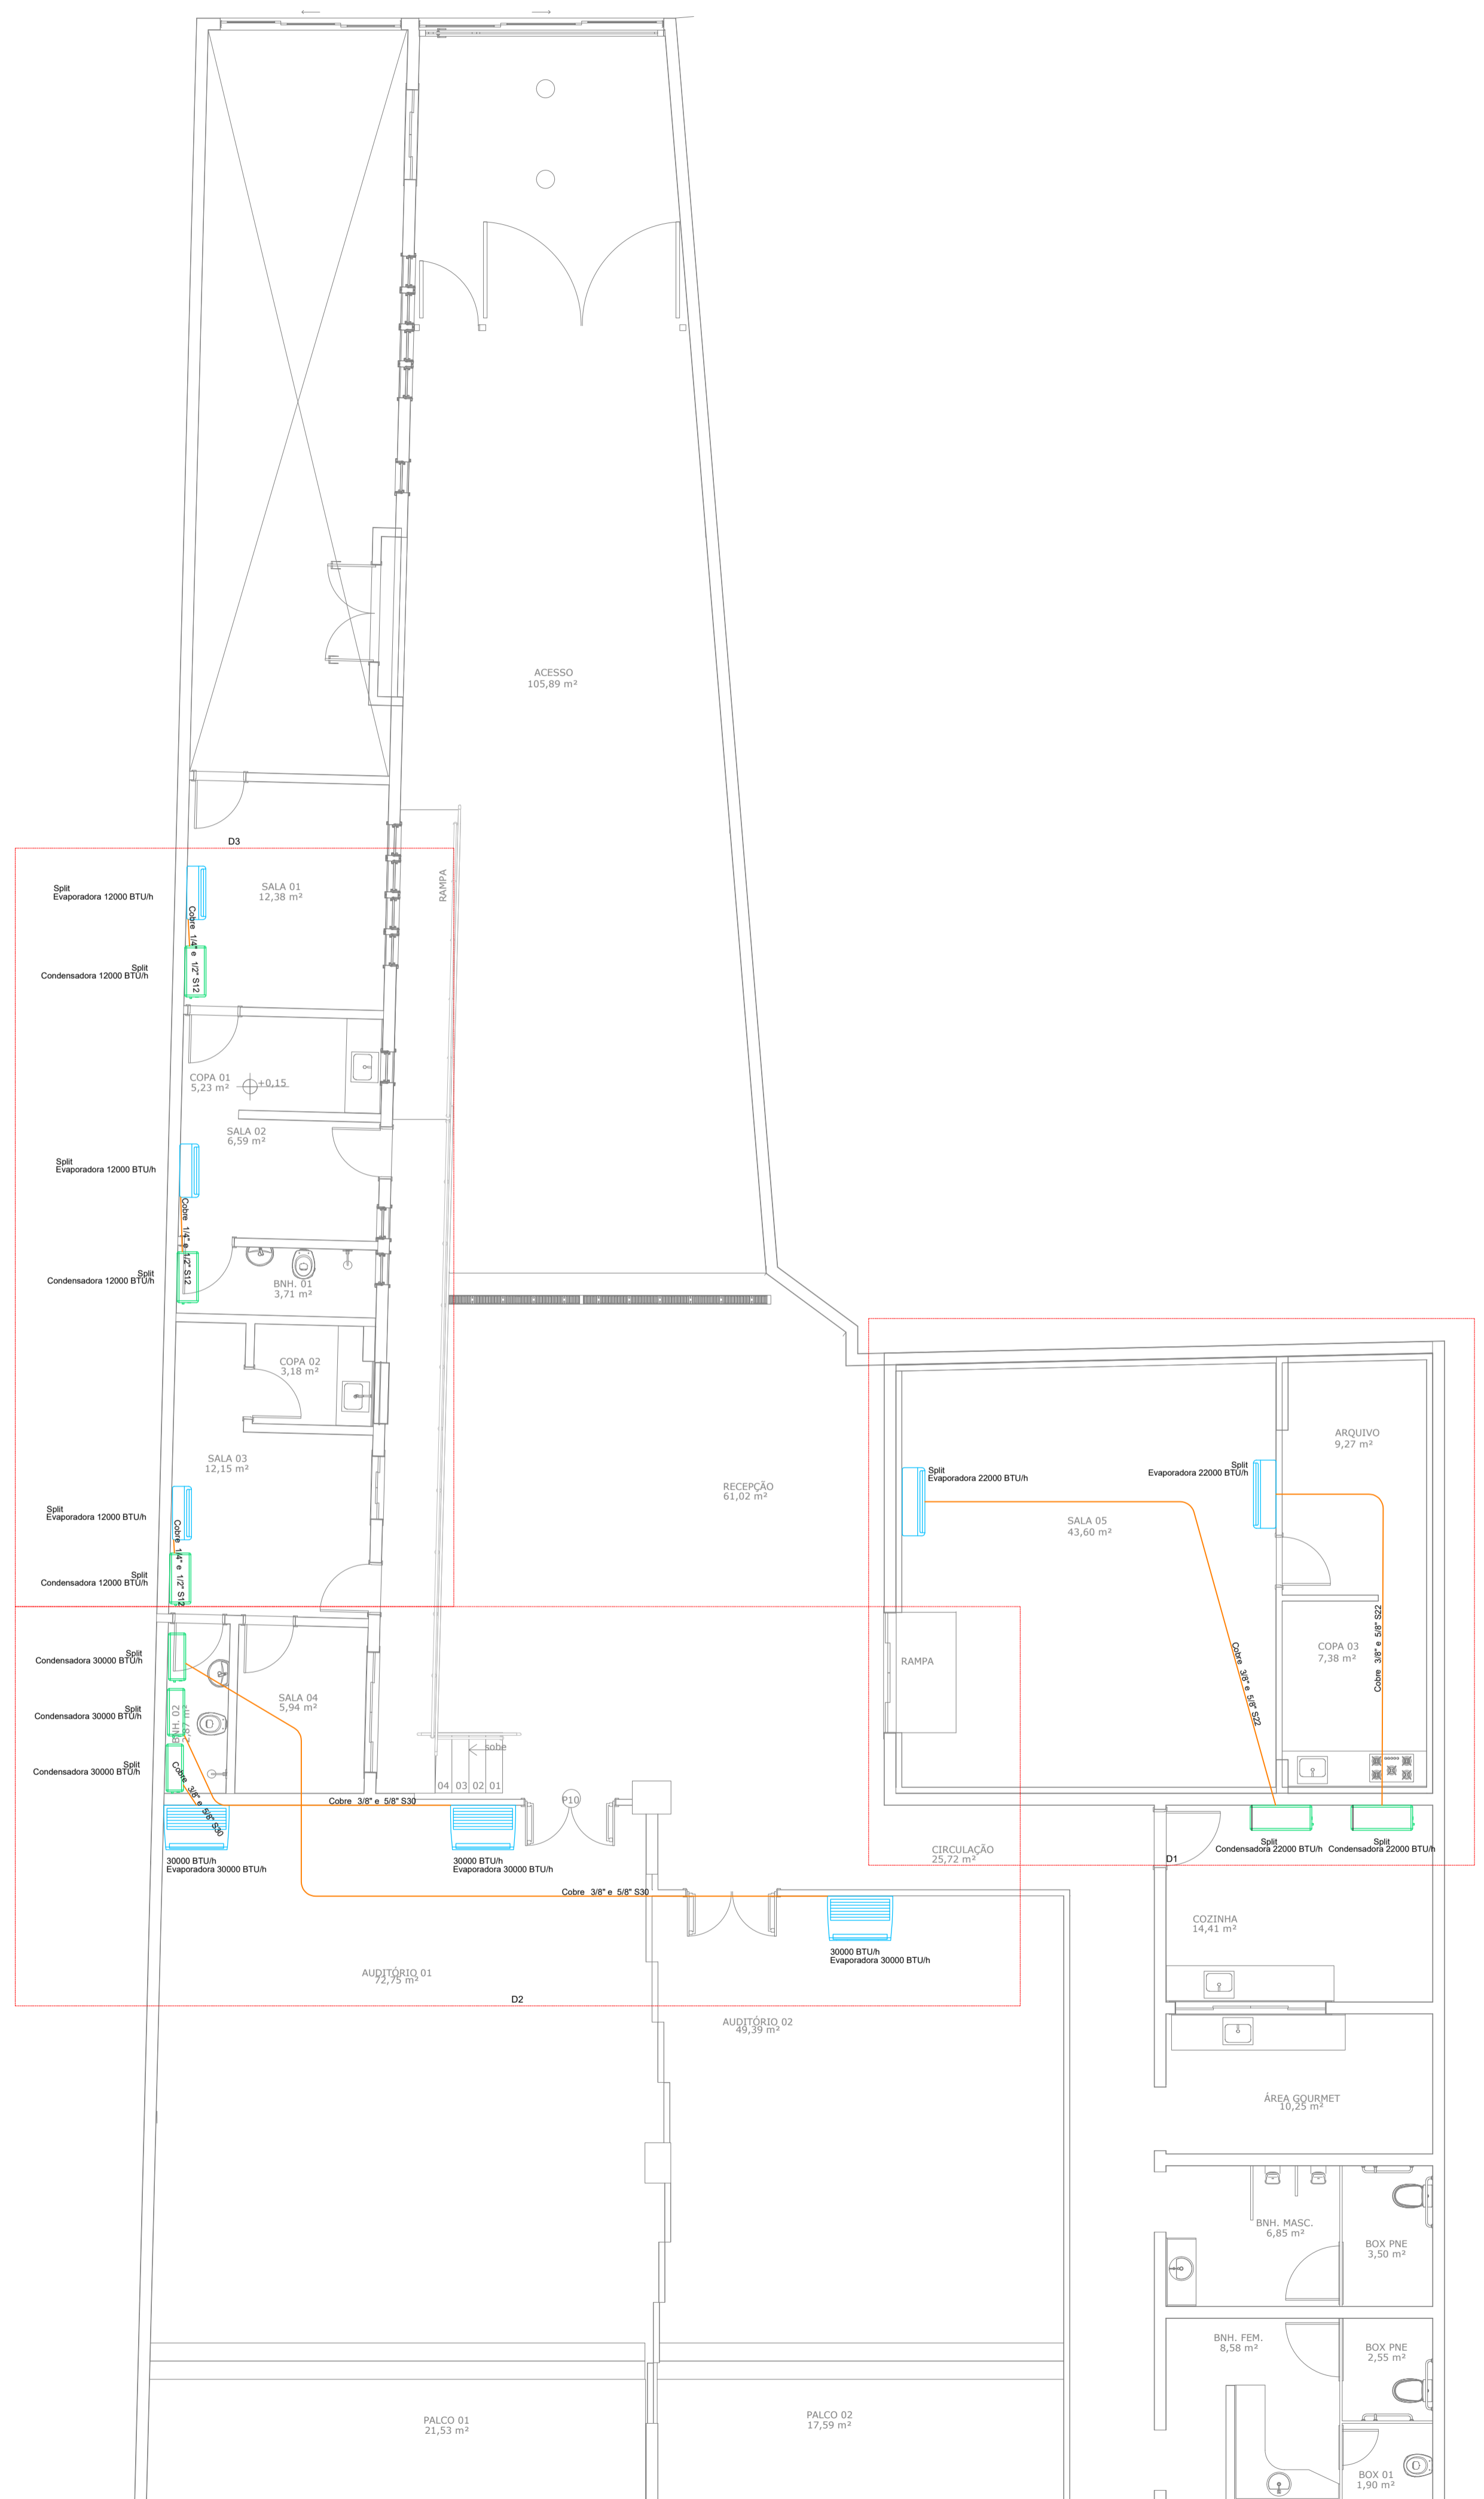 ACESSO
105,89 m²
D3
RAMPA
Split
Evaporadora 12000 BTU/h
SALA 01
12,38 m²
Cobre 1/4" e 1/2" S12
Split
Condensadora 12000 BTU/h
COPA 01
5,23 m²
+0,15
SALA 02
6,59 m²
Split
Evaporadora 12000 BTU/h
Cobre 1/4" e 1/2" S12
Split
Condensadora 12000 BTU/h
BNH. 01
3,71 m²
COPA 02
3,18 m²
SALA 03
12,15 m²
Split
Evaporadora 12000 BTU/h
Cobre 1/4" e 1/2" S12
Split
Condensadora 12000 BTU/h
RECEPÇÃO
61,02 m²
Split
Evaporadora 22000 BTU/h
Split
Evaporadora 22000 BTU/h
ARQUIVO
9,27 m²
SALA 05
43,60 m²
COPA 03
7,38 m²
Cobre 3/8" e 5/8" S22
Cobre 3/8" e 5/8" S22
RAMPA
Split
Condensadora 30000 BTU/h
Split
Condensadora 30000 BTU/h
Split
Condensadora 30000 BTU/h
BNH. 02
2,87 m²
SALA 04
5,94 m²
sobe
04
03
02
01
P10
Cobre 3/8" e 5/8" S30
Cobre 3/8" e 5/8" S30
30000 BTU/h
Evaporadora 30000 BTU/h
30000 BTU/h
Evaporadora 30000 BTU/h
Cobre 3/8" e 5/8" S30
CIRCULAÇÃO
25,72 m²
Split
Condensadora 22000 BTU/h
Split
Condensadora 22000 BTU/h
D1
COZINHA
14,41 m²
30000 BTU/h
Evaporadora 30000 BTU/h
AUDITÓRIO 01
72,75 m²
D2
AUDITÓRIO 02
49,39 m²
ÁREA GOURMET
10,25 m²
BNH. MASC.
6,85 m²
BOX PNE
3,50 m²
BNH. FEM.
8,58 m²
BOX PNE
2,55 m²
PALCO 01
21,53 m²
PALCO 02
17,59 m²
BOX 01
1,90 m²